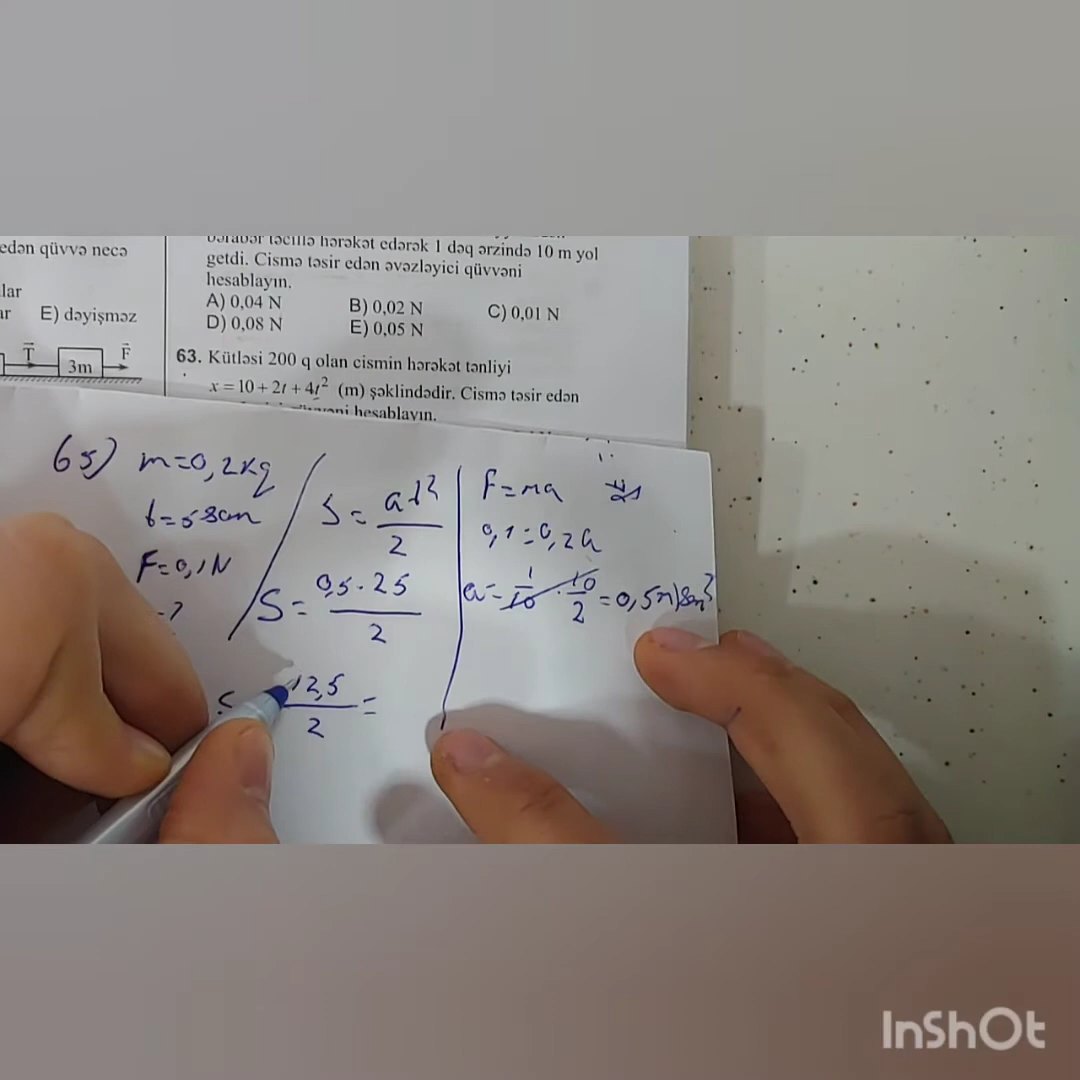 edən qüvvə necə
lar
ar E) dəyişməz
T 3m F
bərabər təcillə hərəkət edərək 1 dəq ərzində 10 m yol
getdi. Cismə təsir edən əvəzləyici qüvvəni
hesablayın.
A) 0,04 N B) 0,02 N C) 0,01 N
D) 0,08 N E) 0,05 N
63. Kütləsi 200 q olan cismin hərəkət tənliyi
x = 10 + 2t + 4t² (m) şəklindədir. Cismə təsir edən
hesablayın.
65) m=0,2kq
t=5san
F=0,1N
-?
S = at²/2
S = 0,5·25/2
12,5/2 =
F=ma
0,1=0,2a
a = 1/10 · 10/2 = 0,5m/san²
InShOt